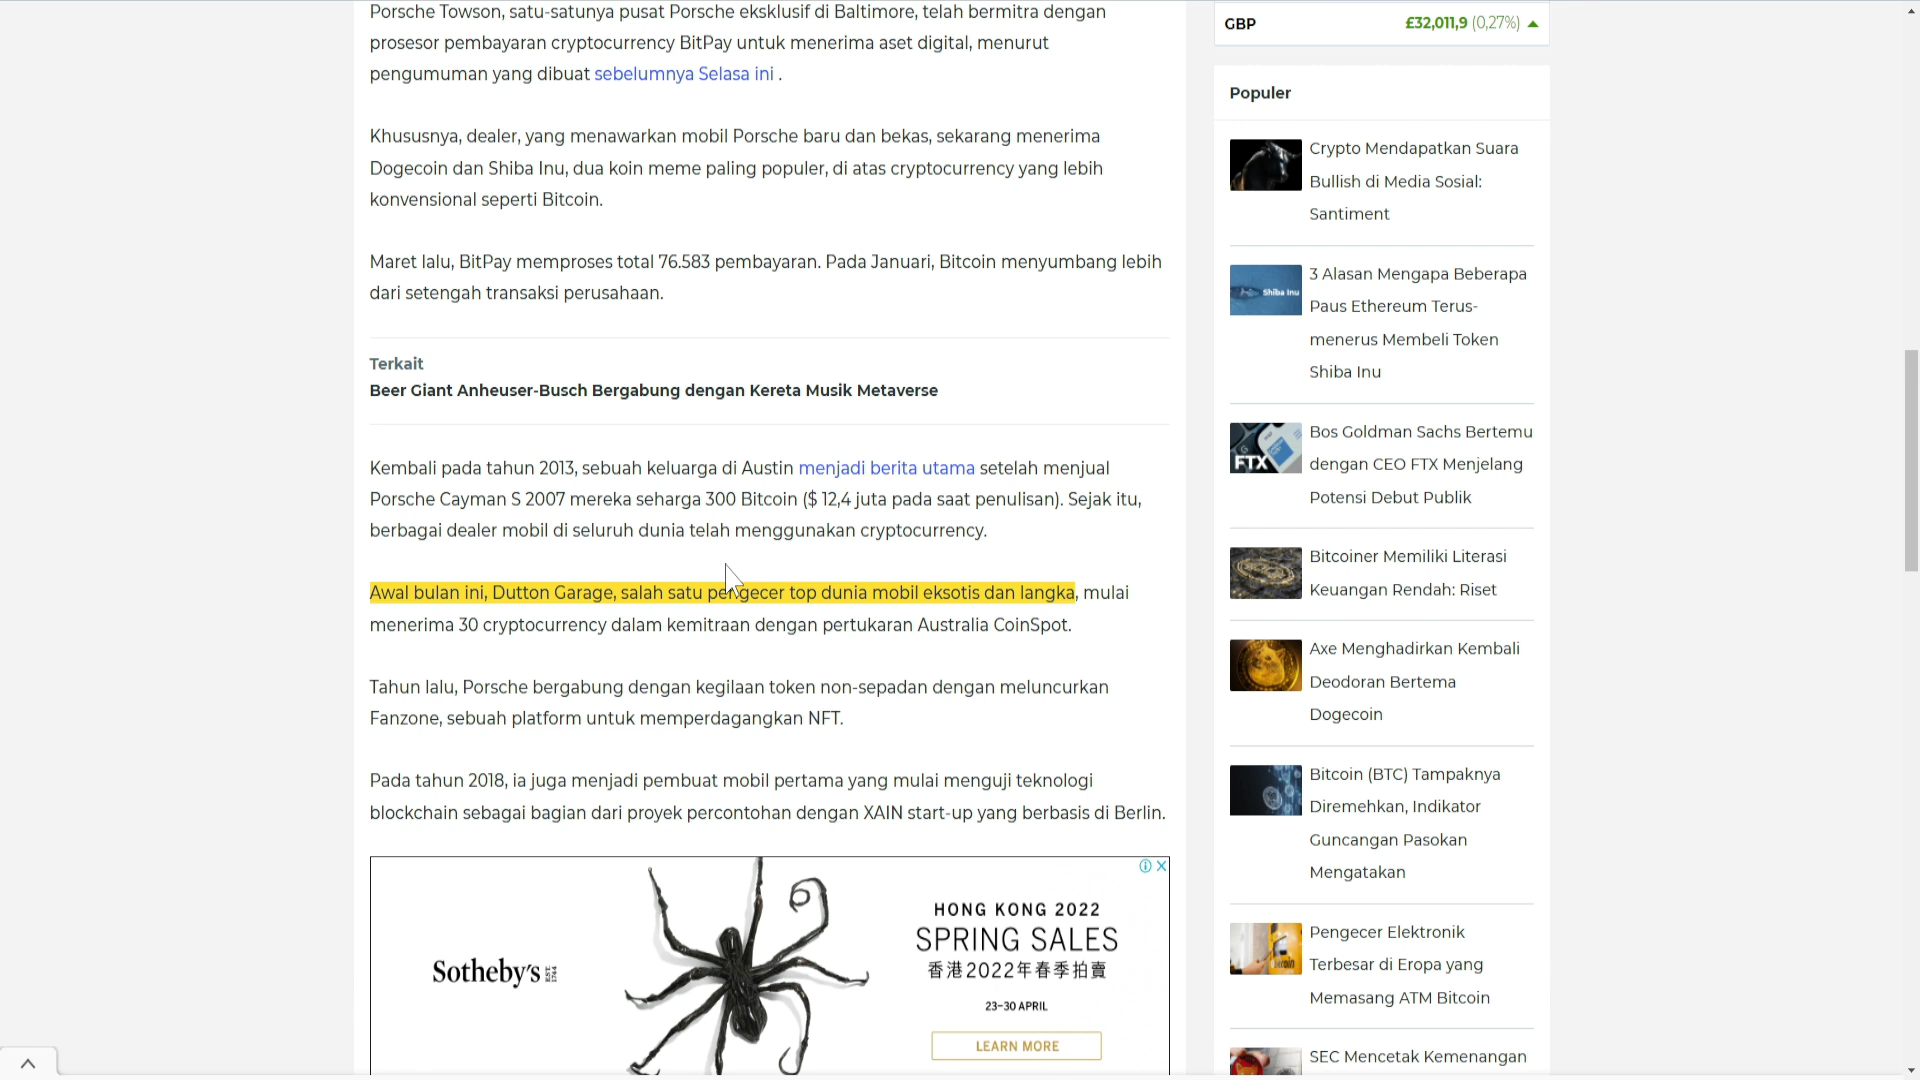 Porsche Towson, satu-satunya pusat Porsche eksklusif di Baltimore, telah bermitra dengan
prosesor pembayaran cryptocurrency BitPay untuk menerima aset digital, menurut
pengumuman yang dibuat sebelumnya Selasa ini .
Khususnya, dealer, yang menawarkan mobil Porsche baru dan bekas, sekarang menerima
Dogecoin dan Shiba Inu, dua koin meme paling populer, di atas cryptocurrency yang lebih
konvensional seperti Bitcoin.
Maret lalu, BitPay memproses total 76.583 pembayaran. Pada Januari, Bitcoin menyumbang lebih
dari setengah transaksi perusahaan.
Terkait
Beer Giant Anheuser-Busch Bergabung dengan Kereta Musik Metaverse
Kembali pada tahun 2013, sebuah keluarga di Austin menjadi berita utama setelah menjual
Porsche Cayman S 2007 mereka seharga 300 Bitcoin ($ 12,4 juta pada saat penulisan). Sejak itu,
berbagai dealer mobil di seluruh dunia telah menggunakan cryptocurrency.
Awal bulan ini, Dutton Garage, salah satu pengecer top dunia mobil eksotis dan langka, mulai
menerima 30 cryptocurrency dalam kemitraan dengan pertukaran Australia CoinSpot.
Tahun lalu, Porsche bergabung dengan kegilaan token non-sepadan dengan meluncurkan
Fanzone, sebuah platform untuk memperdagangkan NFT.
Pada tahun 2018, ia juga menjadi pembuat mobil pertama yang mulai menguji teknologi
blockchain sebagai bagian dari proyek percontohan dengan XAIN start-up yang berbasis di Berlin.
Sotheby's EST. 1744
HONG KONG 2022
SPRING SALES
香港2022年春季拍賣
23–30 APRIL
LEARN MORE
GBP £32,011,9 (0,27%)
Populer
Crypto Mendapatkan Suara
Bullish di Media Sosial:
Santiment
Shiba Inu
3 Alasan Mengapa Beberapa
Paus Ethereum Terus-
menerus Membeli Token
Shiba Inu
FTX
Bos Goldman Sachs Bertemu
dengan CEO FTX Menjelang
Potensi Debut Publik
Bitcoiner Memiliki Literasi
Keuangan Rendah: Riset
Axe Menghadirkan Kembali
Deodoran Bertema
Dogecoin
Bitcoin (BTC) Tampaknya
Diremehkan, Indikator
Guncangan Pasokan
Mengatakan
Pengecer Elektronik
Terbesar di Eropa yang
Memasang ATM Bitcoin
SEC Mencetak Kemenangan